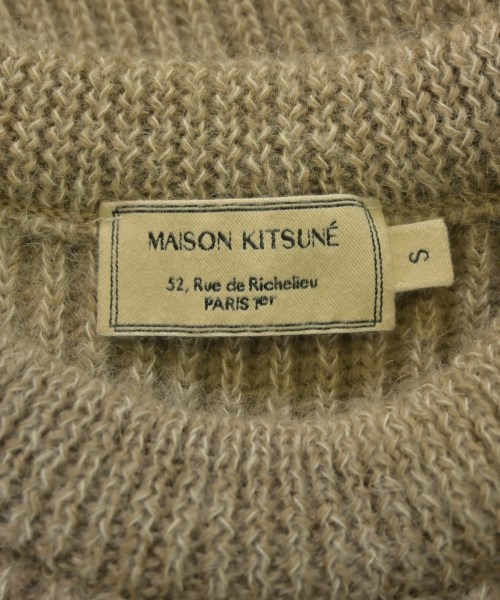 MAISON KITSUNÉ
52, Rue de Richelieu
PARIS 1er
S